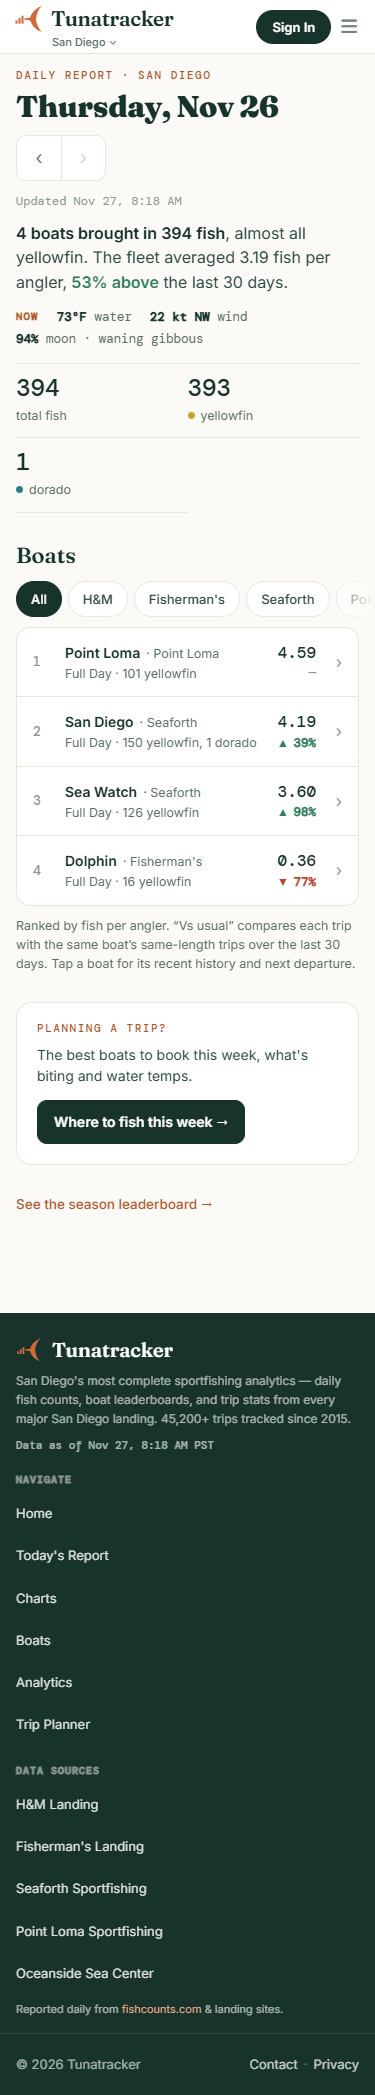 Tunatracker
San Diego
Sign In
DAILY REPORT · SAN DIEGO
Thursday, Nov 26
Updated Nov 27, 8:18 AM
4 boats brought in 394 fish, almost all
yellowfin. The fleet averaged 3.19 fish per
angler, 53% above the last 30 days.
NOW 73°F water 22 kt NW wind
94% moon · waning gibbous
394 393
total fish yellowfin
1
dorado
Boats
All H&M Fisherman's Seaforth Poin
1 Point Loma · Point Loma 4.59 ›
Full Day · 101 yellowfin —
2 San Diego · Seaforth 4.19 ›
Full Day · 150 yellowfin, 1 dorado ▲ 39%
3 Sea Watch · Seaforth 3.60 ›
Full Day · 126 yellowfin ▲ 98%
4 Dolphin · Fisherman's 0.36 ›
Full Day · 16 yellowfin ▼ 77%
Ranked by fish per angler. “Vs usual” compares each trip
with the same boat’s same-length trips over the last 30
days. Tap a boat for its recent history and next departure.
PLANNING A TRIP?
The best boats to book this week, what's
biting and water temps.
Where to fish this week →
See the season leaderboard →
Tunatracker
San Diego's most complete sportfishing analytics — daily
fish counts, boat leaderboards, and trip stats from every
major San Diego landing. 45,200+ trips tracked since 2015.
Data as of Nov 27, 8:18 AM PST
NAVIGATE
Home
Today's Report
Charts
Boats
Analytics
Trip Planner
DATA SOURCES
H&M Landing
Fisherman's Landing
Seaforth Sportfishing
Point Loma Sportfishing
Oceanside Sea Center
Reported daily from fishcounts.com & landing sites.
© 2026 Tunatracker Contact · Privacy